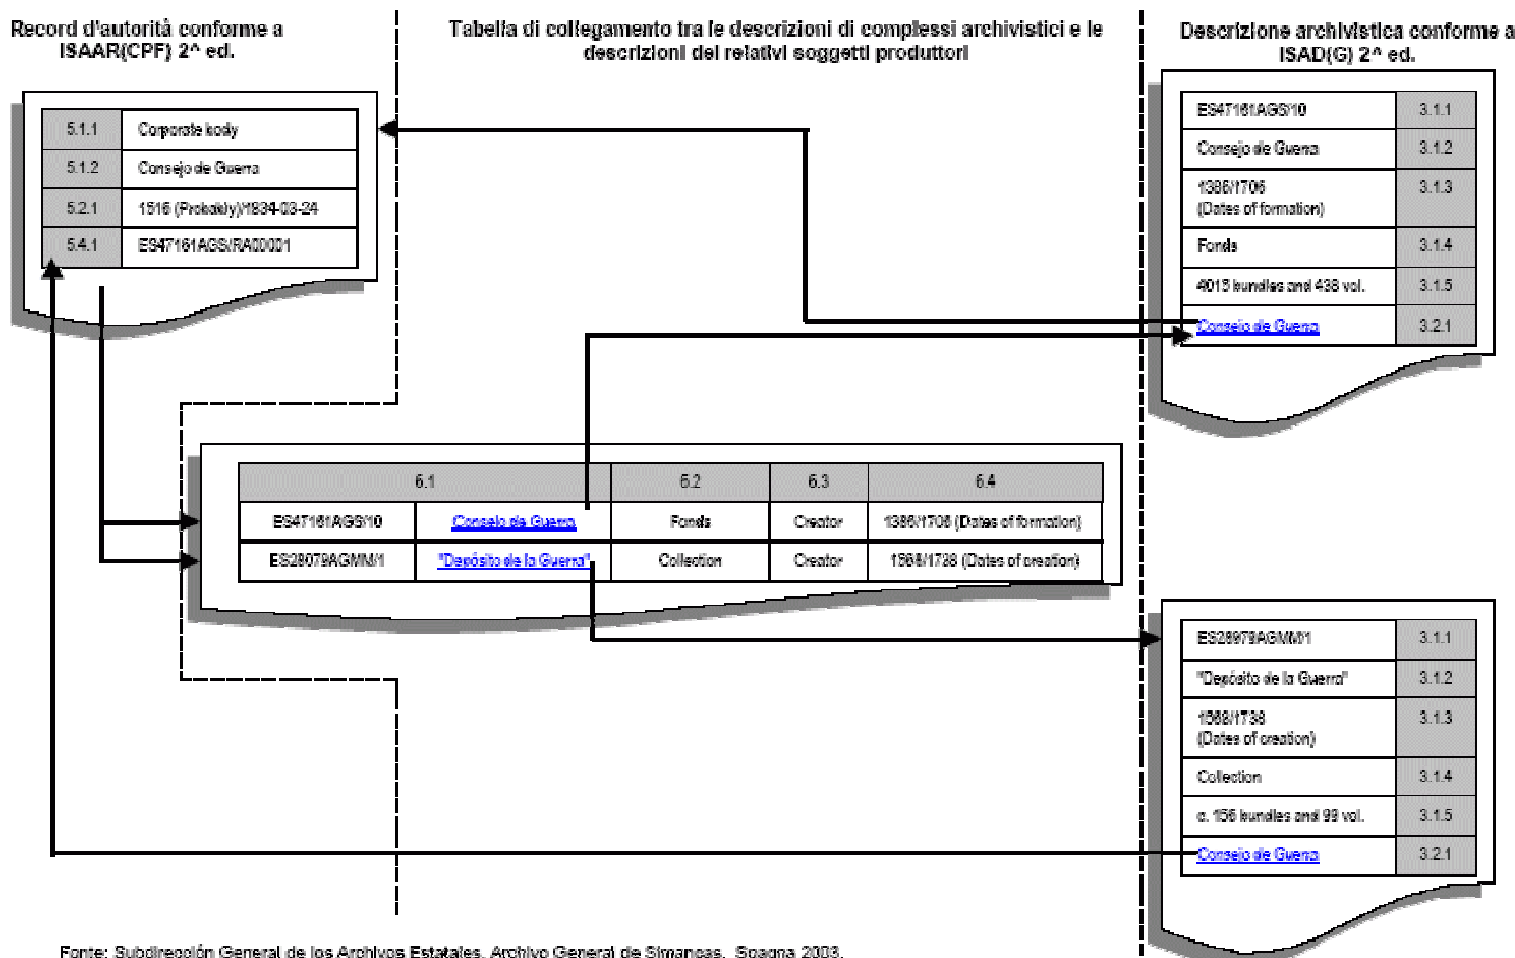 Record d'autorità conforme a
ISAAR(CPF) 2^ ed.
Tabella di collegamento tra le descrizioni di complessi archivistici e le
descrizioni dei relativi soggetti produttori
Descrizione archivistica conforme a
ISAD(G) 2^ ed.
5.1.1 Corporate body
5.1.2 Consejo de Guerra
5.2.1 1516 (Probably)/1834-03-24
5.4.1 ES47161AGS/RA00001
ES47161AGS/10 3.1.1
Consejo de Guerra 3.1.2
1386/1706 3.1.3
(Dates of formation)
Fonds 3.1.4
4013 bundles and 438 vol. 3.1.5
Consejo de Guerra 3.2.1
6.1 6.2 6.3 6.4
ES47161AGS/10 Consejo de Guerra Fonds Creator 1386/1706 (Dates of formation)
ES28079AGMM/1 "Depósito de la Guerra" Collection Creator 1568/1738 (Dates of creation)
ES28079AGMM/1 3.1.1
"Depósito de la Guerra" 3.1.2
1568/1738 3.1.3
(Dates of creation)
Collection 3.1.4
c. 156 bundles and 99 vol. 3.1.5
Consejo de Guerra 3.2.1
Fonte: Subdirección General de los Archivos Estatales. Archivo General de Simancas. Spagna 2003.